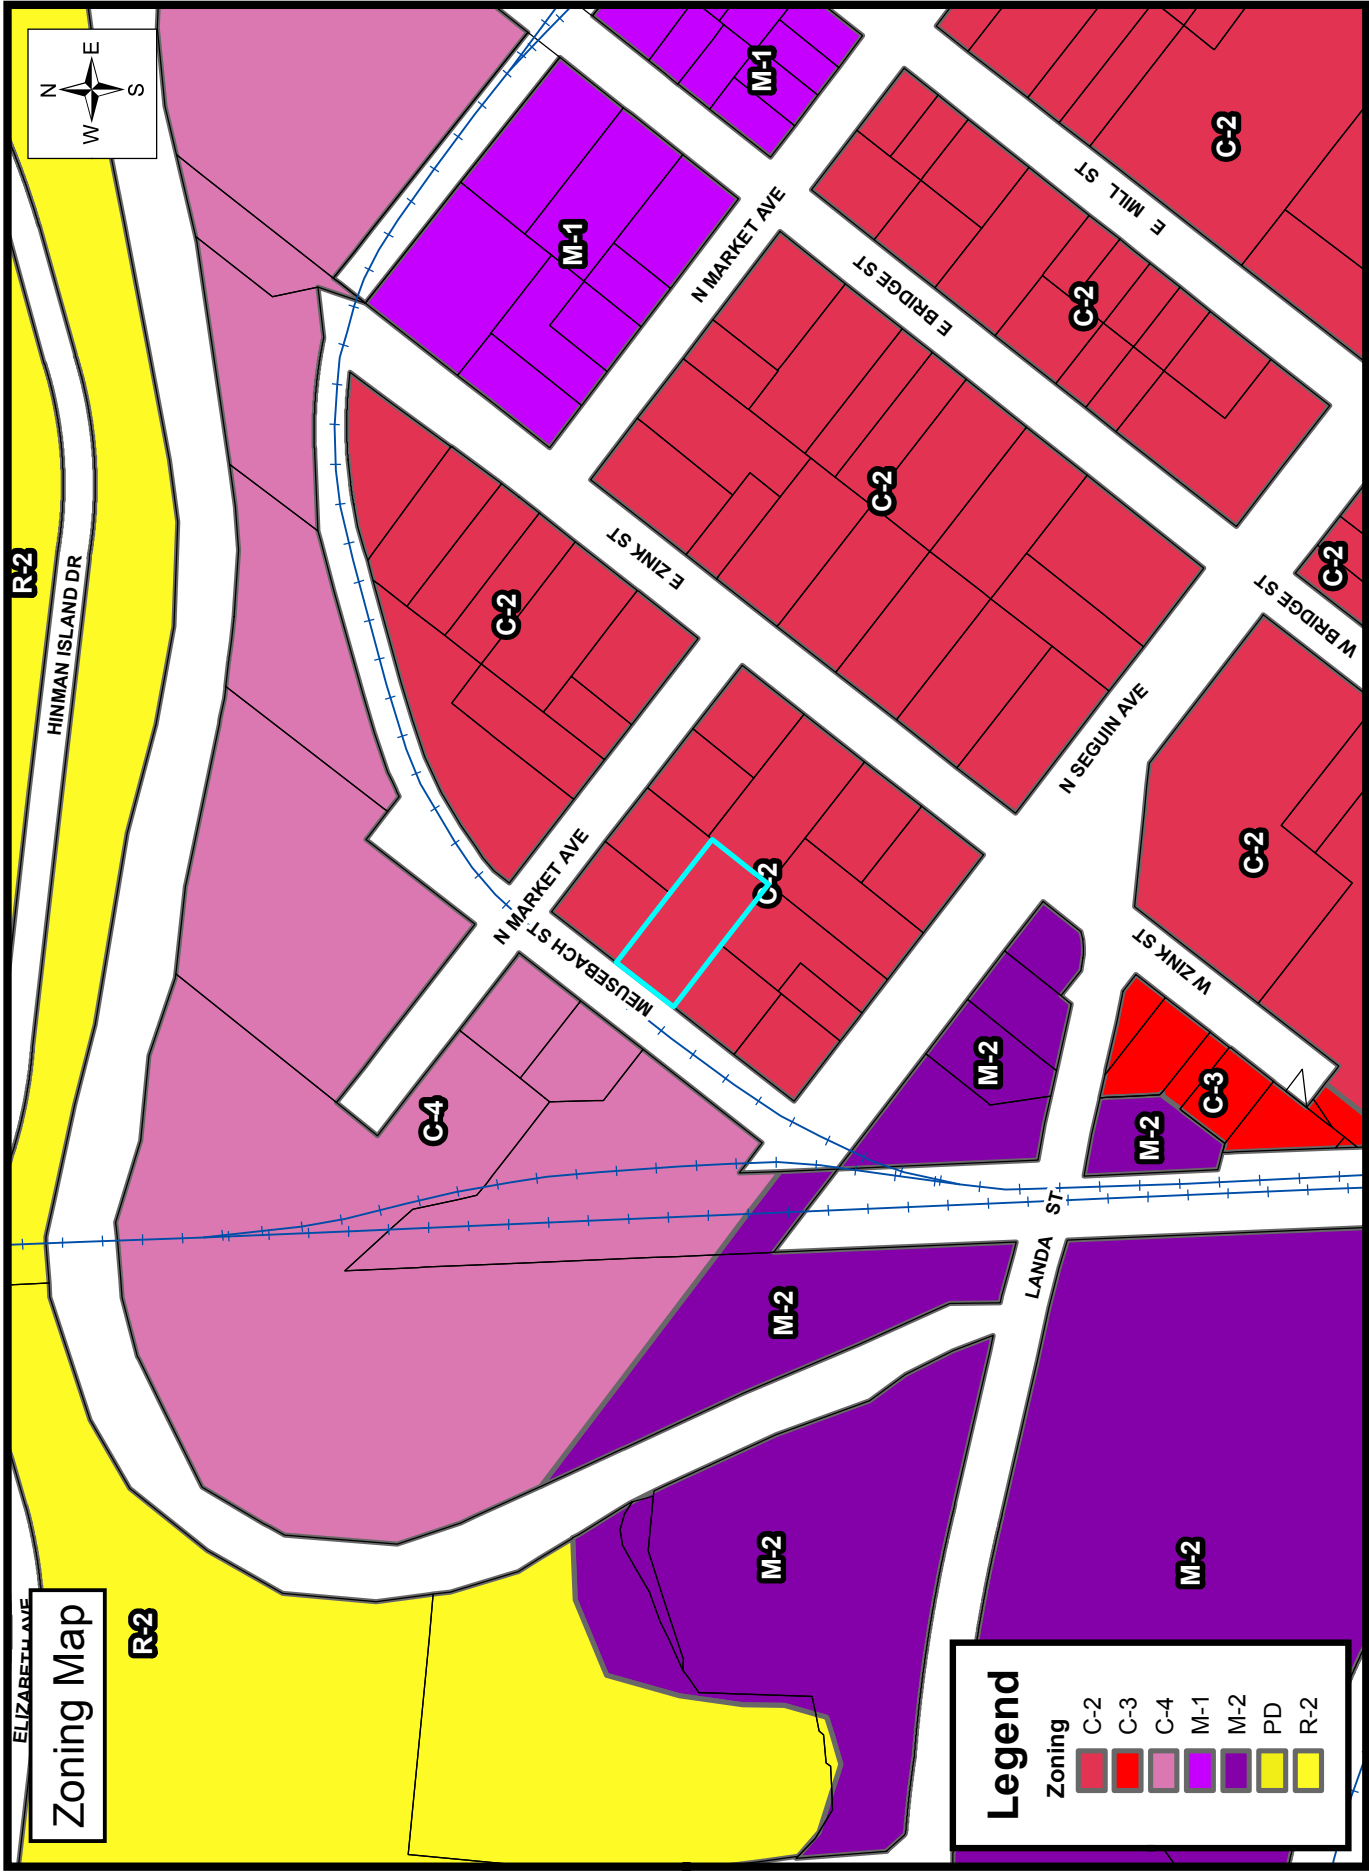 Zoning Map
N
W E
S
ELIZABETH AVE
R-2
HINMAN ISLAND DR
R-2
C-4
N MARKET AVE
MEUSEBACH ST
C-2
E ZINK ST
M-1
N MARKET AVE
M-1
C-2
C-2
E BRIDGE ST
C-2
E MILL ST
C-2
N SEGUIN AVE
W BRIDGE ST
C-2
C-2
W ZINK ST
M-2
M-2
C-3
LANDA ST
M-2
M-2
M-2
Legend
Zoning
C-2
C-3
C-4
M-1
M-2
PD
R-2